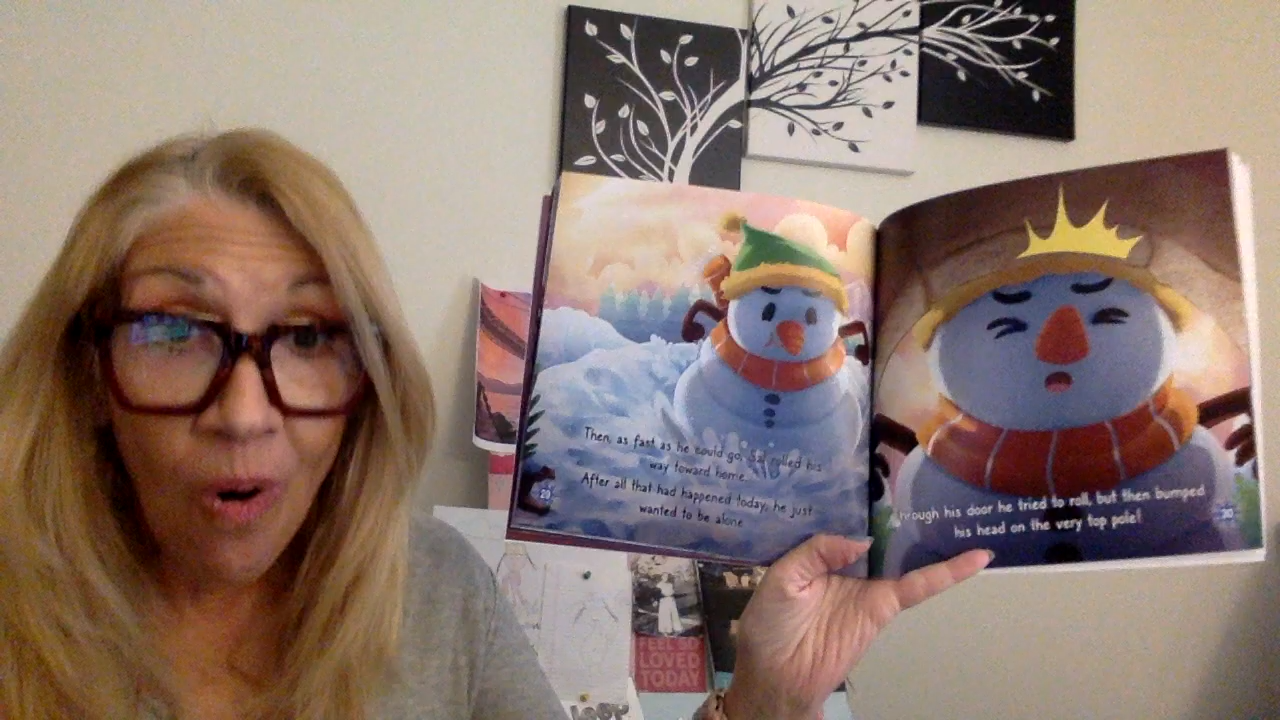 Then, as fast as he could go, Sal rolled his
way toward home.
After all that had happened today, he just
wanted to be alone
29
Through his door he tried to roll, but then bumped
his head on the very top pole!
30
FEEL SO
LOVED
TODAY